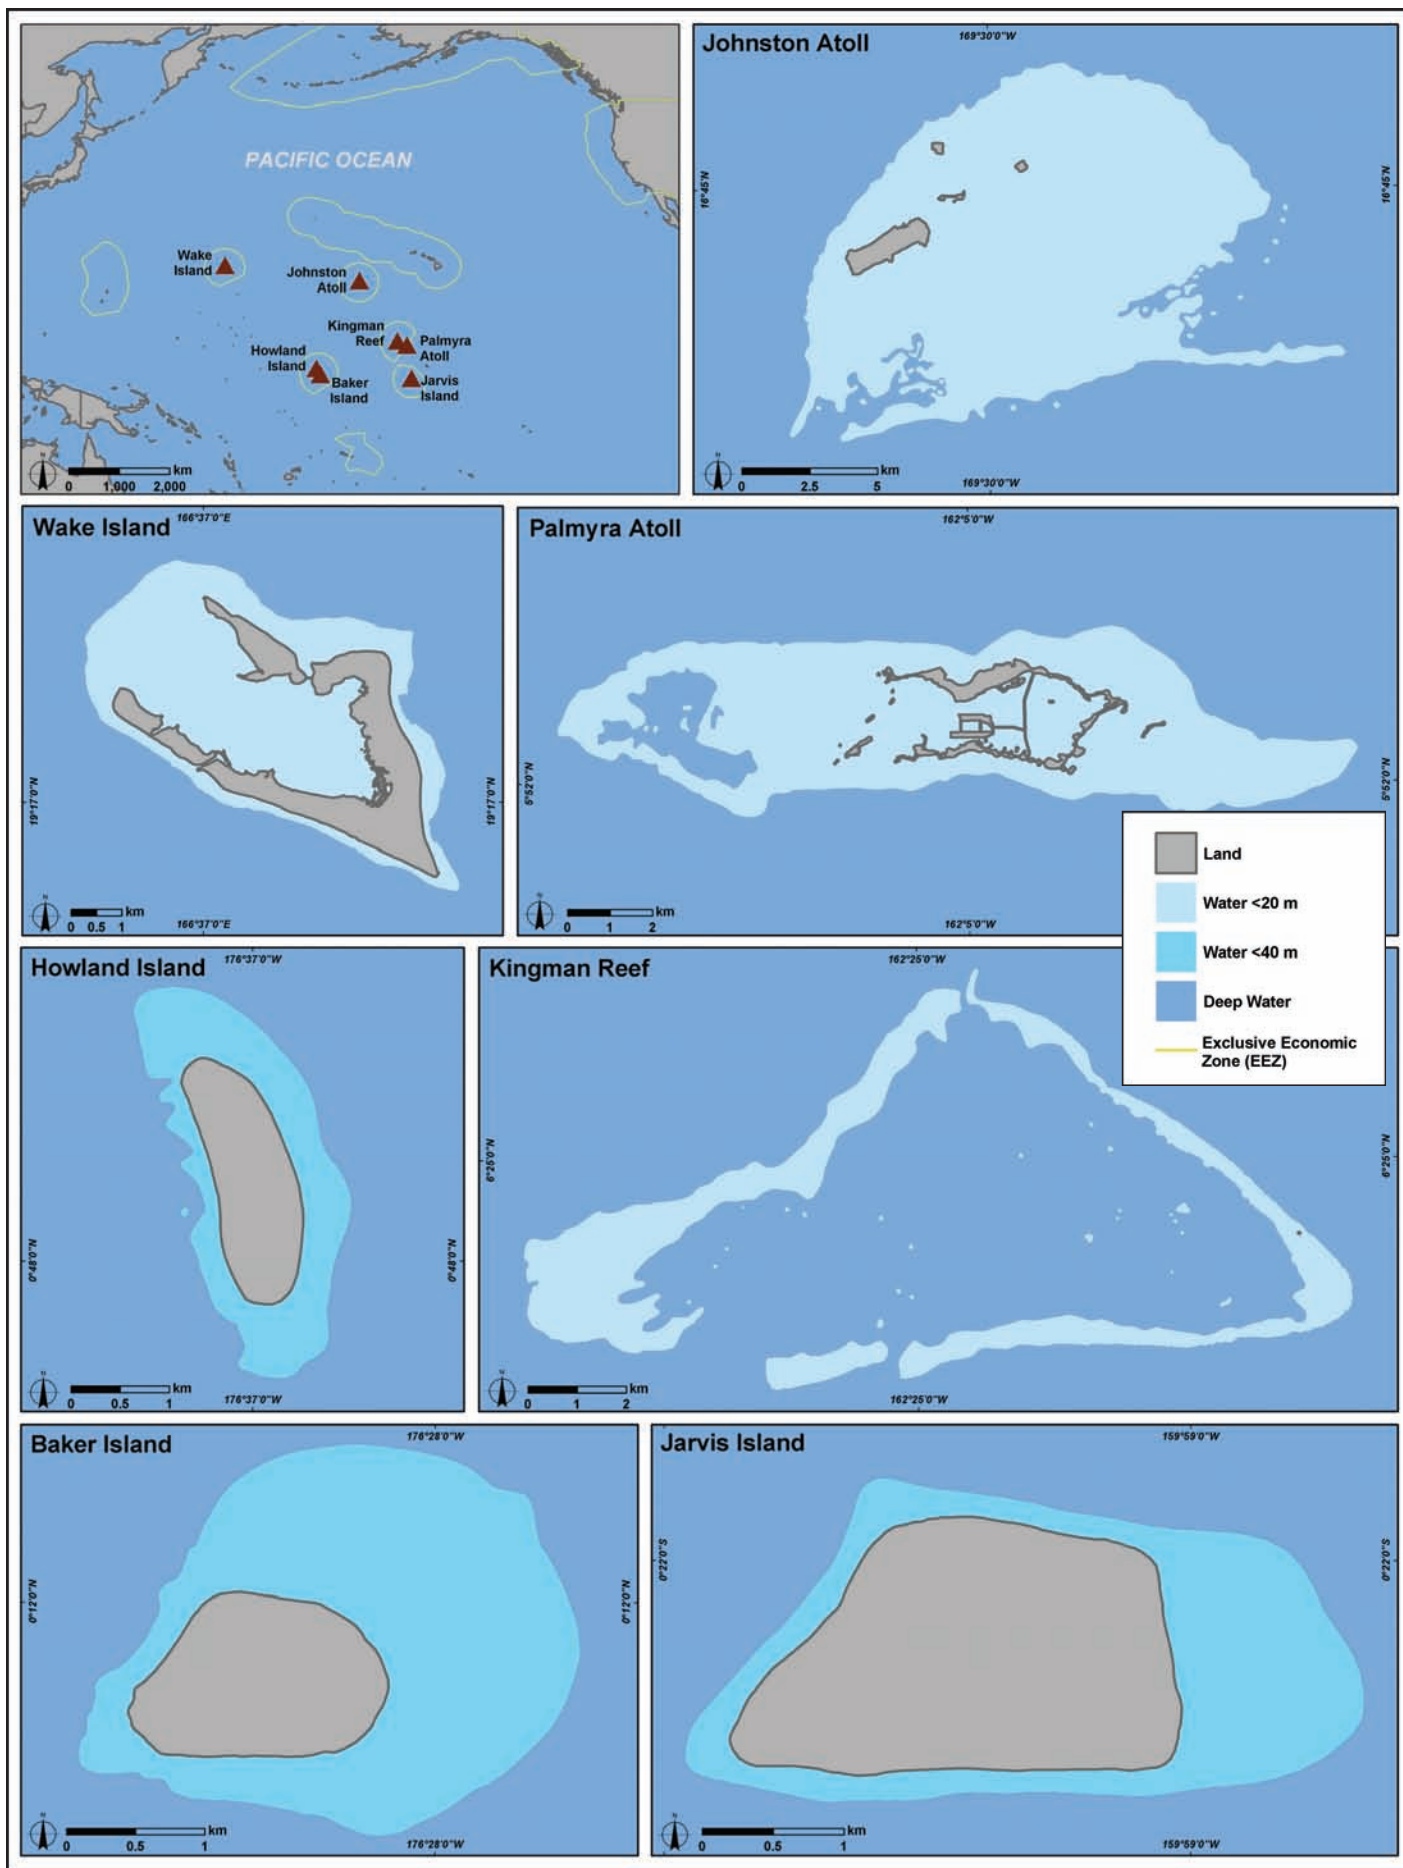 PACIFIC OCEAN
Wake
Island
Johnston
Atoll
Kingman
Reef
Palmyra
Atoll
Howland
Island
Baker
Island
Jarvis
Island
N
km
0 1,000 2,000
Johnston Atoll
169°30'0"W
16°45'N
16°45'N
N
km
0 2.5 5
169°30'0"W
Wake Island
166°37'0"E
19°17'0"N
19°17'0"N
N
km
0 0.5 1
166°37'0"E
Palmyra Atoll
162°5'0"W
5°52'0"N
5°52'0"N
N
km
0 1 2
162°5'0"W
Land
Water <20 m
Water <40 m
Deep Water
Exclusive Economic
Zone (EEZ)
Howland Island
176°37'0"W
0°48'0"N
0°48'0"N
N
km
0 0.5 1
176°37'0"W
Kingman Reef
162°25'0"W
6°25'0"N
6°25'0"N
N
km
0 1 2
162°25'0"W
Baker Island
176°28'0"W
0°12'0"N
0°12'0"N
N
km
0 0.5 1
176°28'0"W
Jarvis Island
159°59'0"W
0°22'0"S
0°22'0"S
N
km
0 0.5 1
159°59'0"W